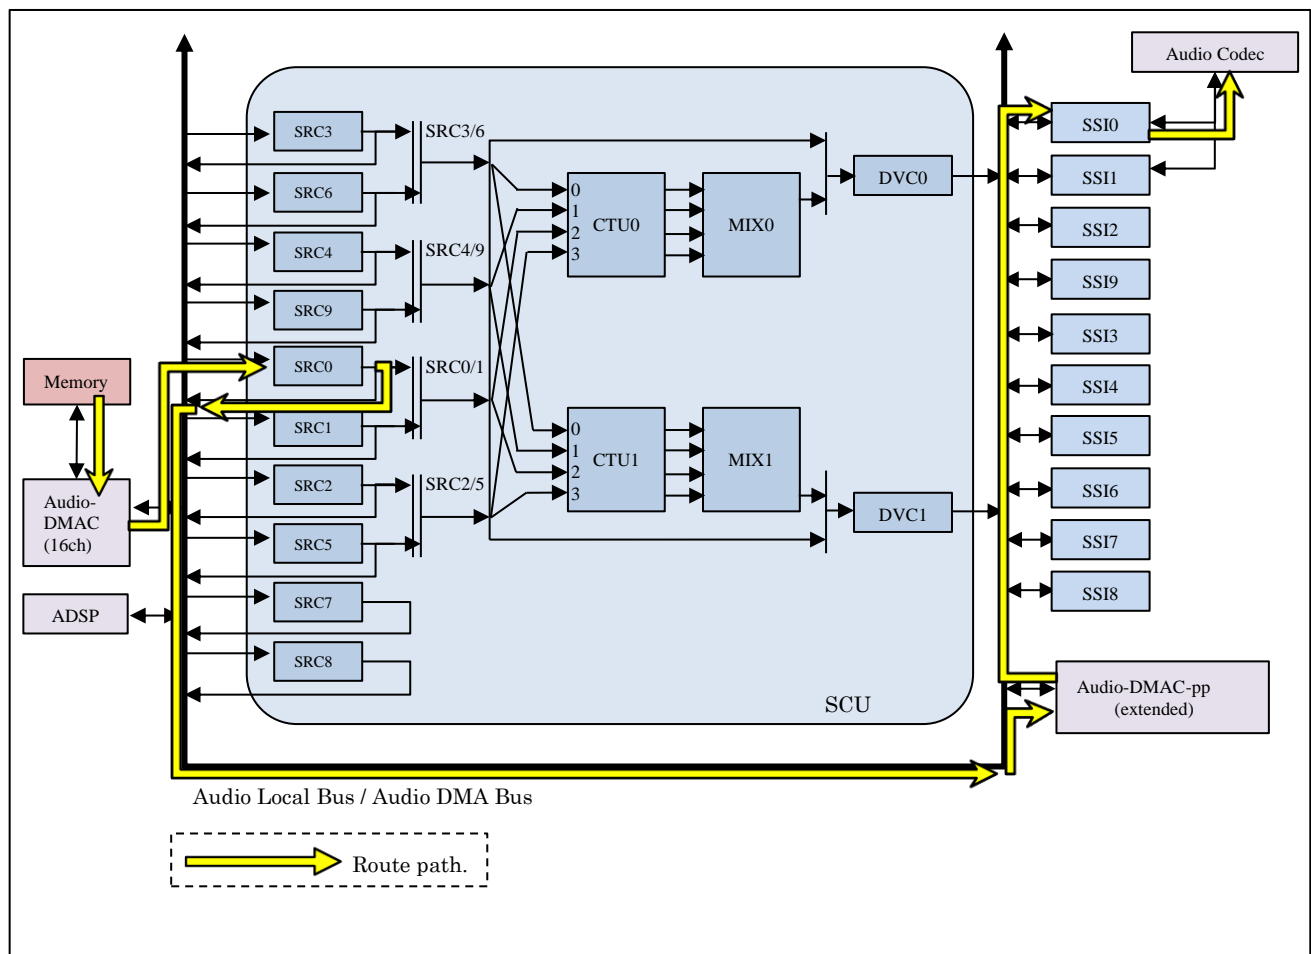 Audio Codec
SRC3
SRC3/6
SSI0
SRC6
DVC0
SSI1
0
1
2
3
CTU0
MIX0
SSI2
SRC4
SRC4/9
SSI9
SRC9
SSI3
Memory
SRC0
SRC0/1
SSI4
SRC1
0
1
2
3
CTU1
MIX1
SSI5
SRC2
SRC2/5
SSI6
Audio-
DMAC
(16ch)
DVC1
SRC5
SSI7
ADSP
SRC7
SSI8
SRC8
SCU
Audio-DMAC-pp
(extended)
Audio Local Bus / Audio DMA Bus
Route path.